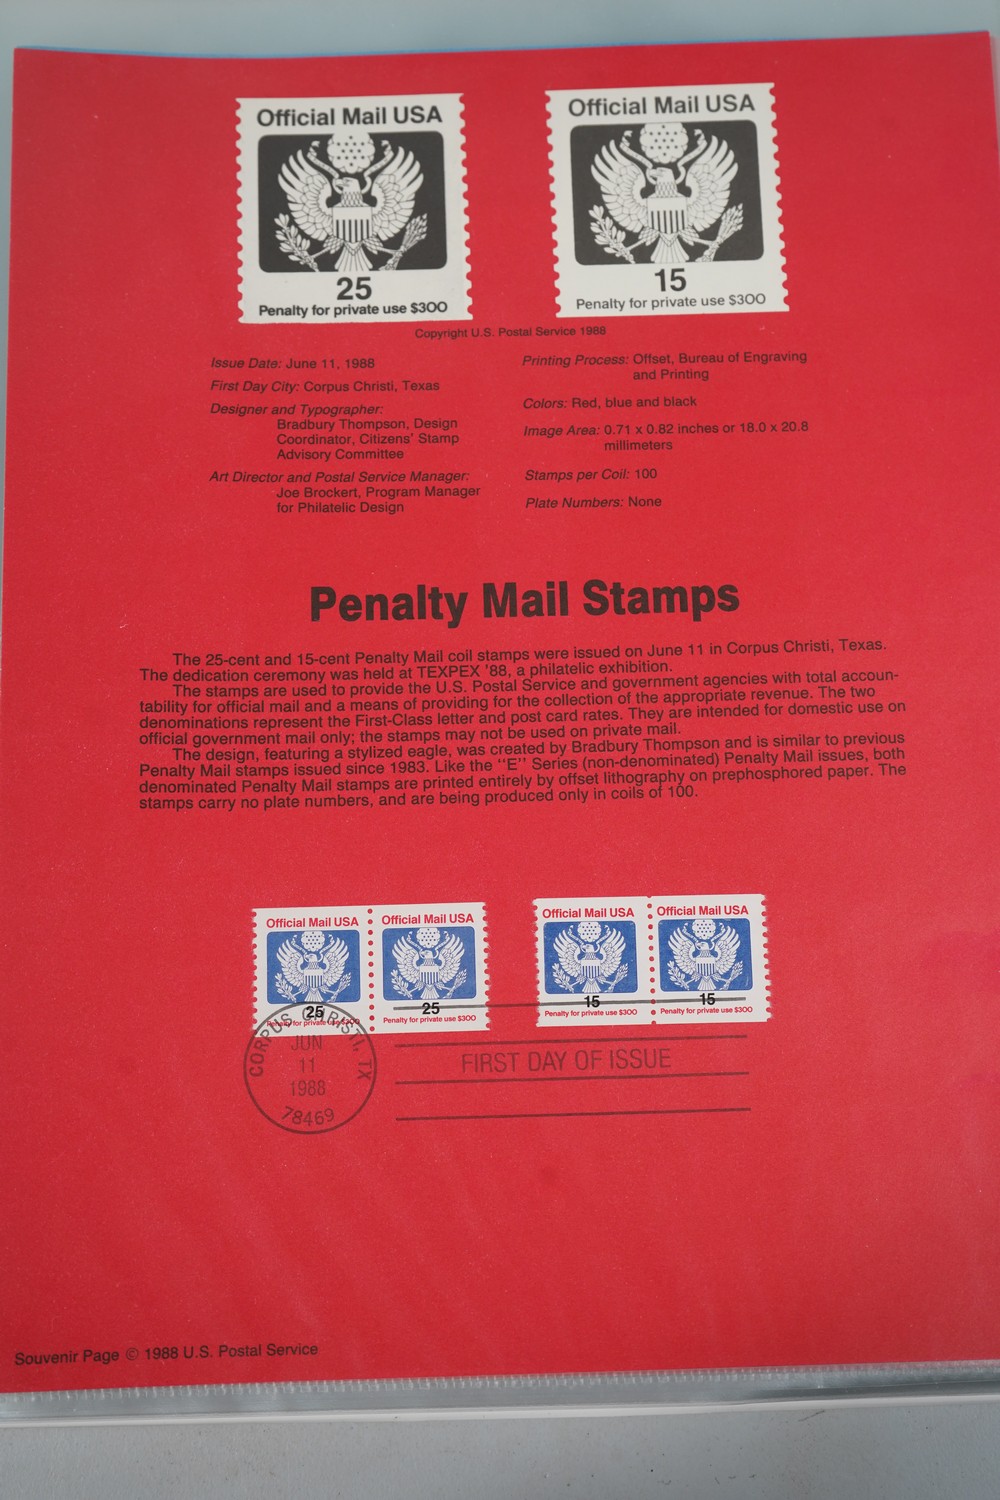 Official Mail USA
25
Penalty for private use $300
Official Mail USA
15
Penalty for private use $300
Copyright U.S. Postal Service 1988
Issue Date: June 11, 1988
First Day City: Corpus Christi, Texas
Designer and Typographer:
Bradbury Thompson, Design
Coordinator, Citizens' Stamp
Advisory Committee
Art Director and Postal Service Manager:
Joe Brockert, Program Manager
for Philatelic Design
Printing Process: Offset, Bureau of Engraving
and Printing
Colors: Red, blue and black
Image Area: 0.71 x 0.82 inches or 18.0 x 20.8
millimeters
Stamps per Coil: 100
Plate Numbers: None
Penalty Mail Stamps
The 25-cent and 15-cent Penalty Mail coil stamps were issued on June 11 in Corpus Christi, Texas.
The dedication ceremony was held at TEXPEX '88, a philatelic exhibition.
The stamps are used to provide the U.S. Postal Service and government agencies with total accoun-
tability for official mail and a means of providing for the collection of the appropriate revenue. The two
denominations represent the First-Class letter and post card rates. They are intended for domestic use on
official government mail only; the stamps may not be used on private mail.
The design, featuring a stylized eagle, was created by Bradbury Thompson and is similar to previous
Penalty Mail stamps issued since 1983. Like the "E" Series (non-denominated) Penalty Mail issues, both
denominated Penalty Mail stamps are printed entirely by offset lithography on prephosphored paper. The
stamps carry no plate numbers, and are being produced only in coils of 100.
Official Mail USA
25
Penalty for private use $300
Official Mail USA
25
Penalty for private use $300
Official Mail USA
15
Penalty for private use $300
Official Mail USA
15
Penalty for private use $300
CORPUS CHRISTI, TX
JUN
11
1988
78469
FIRST DAY OF ISSUE
Souvenir Page © 1988 U.S. Postal Service